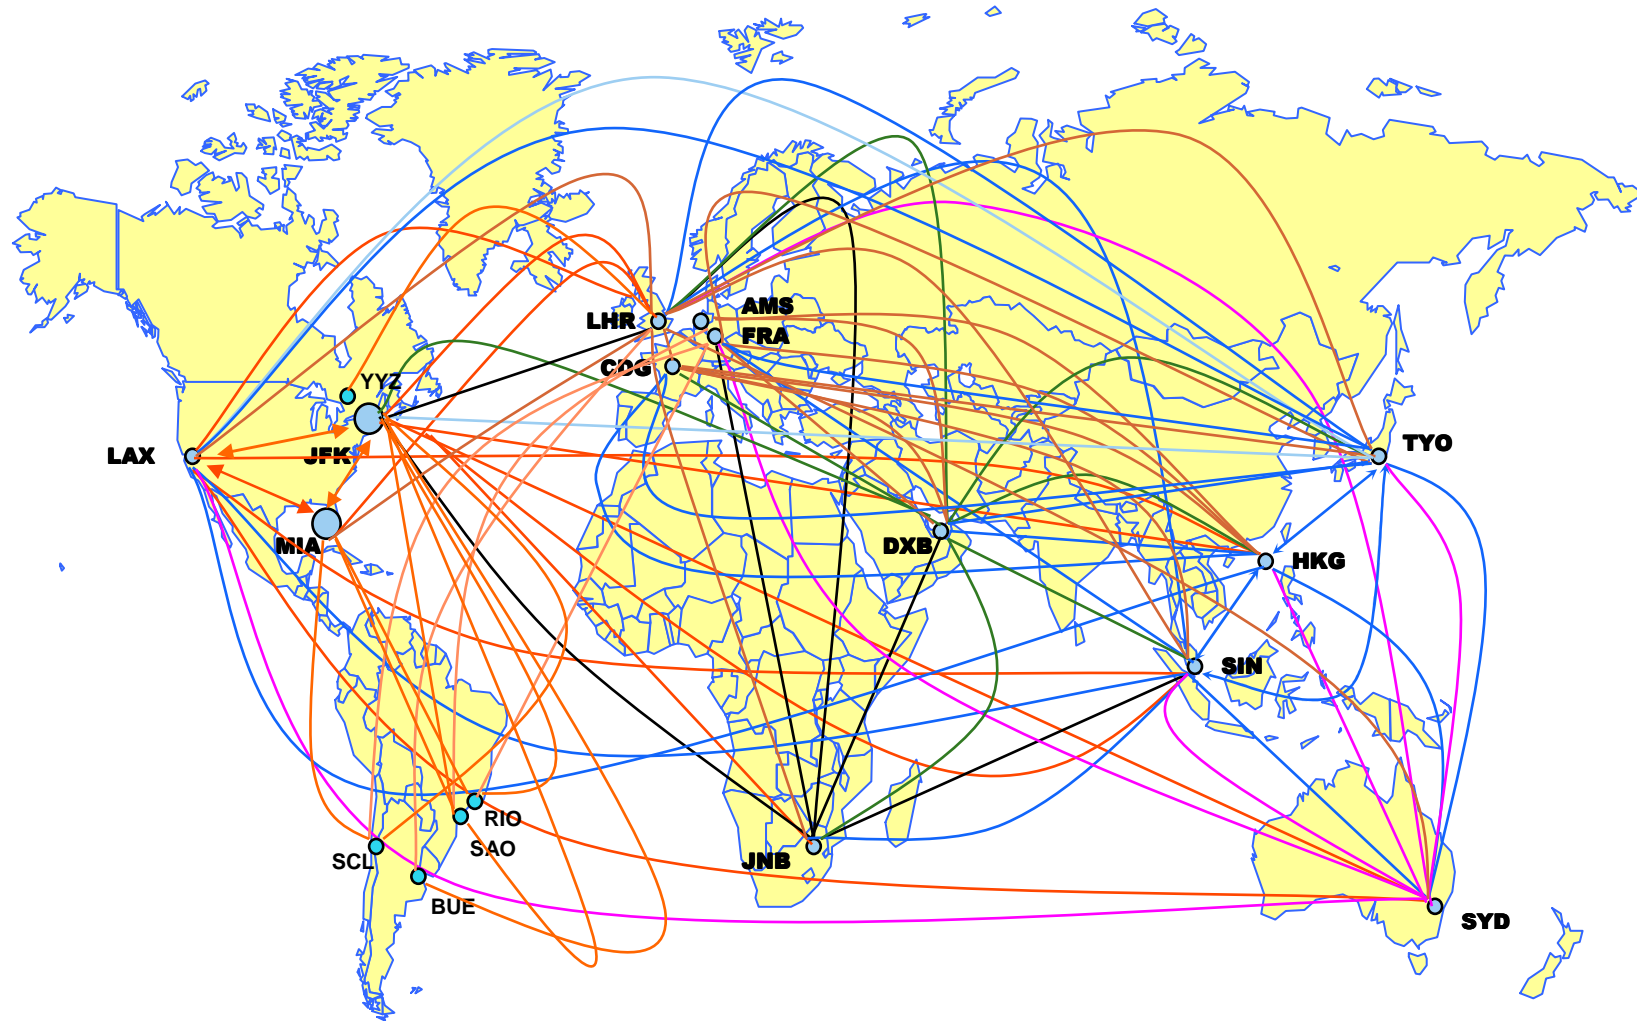 AMS
LHR
FRA
CDG
YYZ
TYO
LAX
JFK
MIA
DXB
HKG
SIN
RIO
SAO
SCL
JNB
BUE
SYD